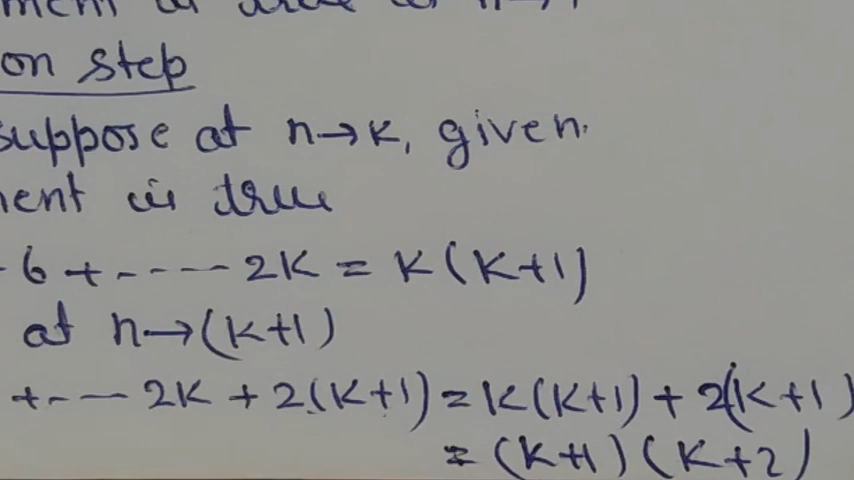 on step
suppose at n→K, given.
ment is true
6 + ---- 2K = K(K+1)
at n→(K+1)
+--- 2K + 2(K+1) = K(K+1) + 2(K+1)
= (K+1)(K+2)